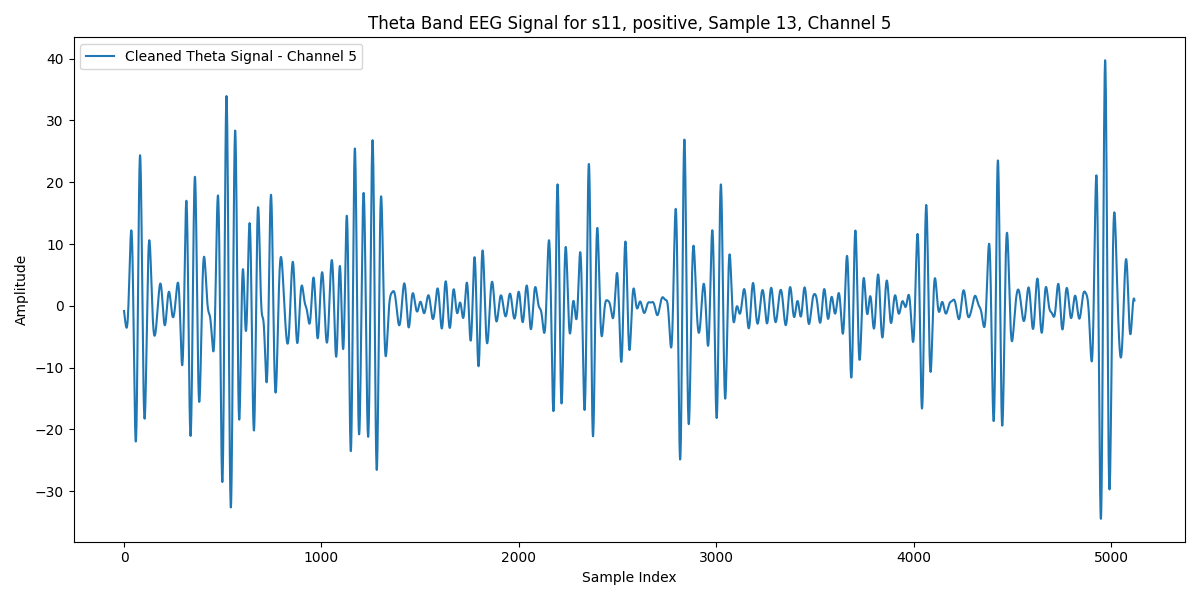 Theta Band EEG Signal for s11, positive, Sample 13, Channel 5
Cleaned Theta Signal - Channel 5
Amplitude
40
30
20
10
0
−10
−20
−30
0 1000 2000 3000 4000 5000
Sample Index